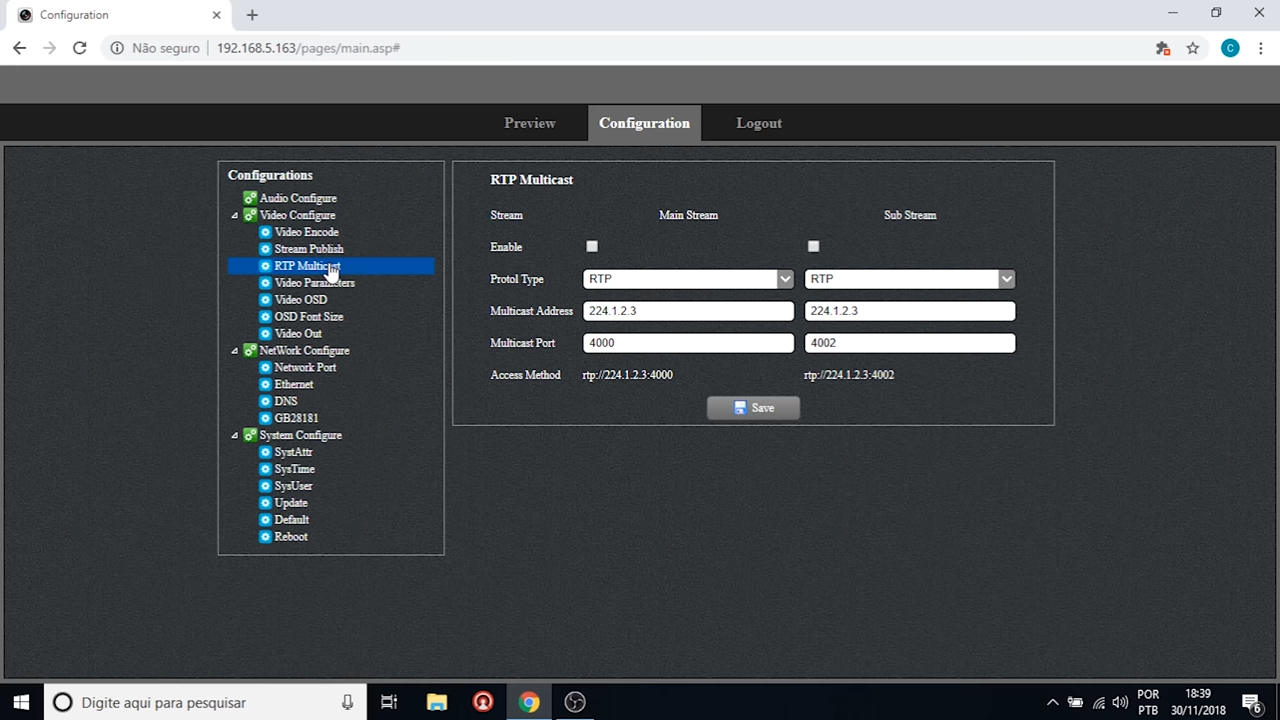 Configuration
Não seguro
192.168.5.163/pages/main.asp#
C
Preview
Configuration
Logout
Configurations
Audio Configure
Video Configure
Video Encode
Stream Publish
RTP Multicast
Video Parameters
Video OSD
OSD Font Size
Video Out
NetWork Configure
Network Port
Ethernet
DNS
GB28181
System Configure
SystAttr
SysTime
SysUser
Update
Default
Reboot
RTP Multicast
Stream Main Stream Sub Stream
Enable
Protol Type RTP RTP
Multicast Address 224.1.2.3 224.1.2.3
Multicast Port 4000 4002
Access Method rtp://224.1.2.3:4000 rtp://224.1.2.3:4002
Save
Digite aqui para pesquisar
POR
PTB
18:39
30/11/2018
6